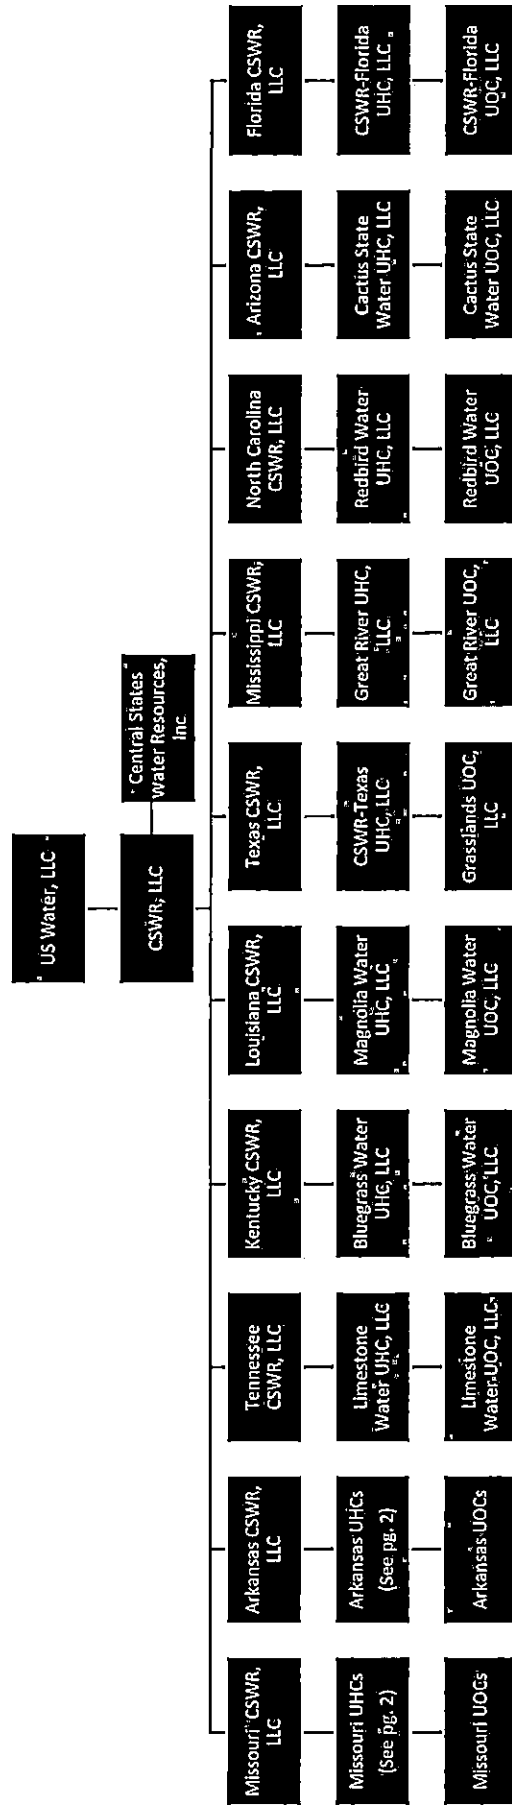 US Water, LLC
CSWR, LLC
Central States
Water Resources,
Inc.
Missouri CSWR,
LLC
Missouri UHCs
(See pg. 2)
Missouri UOCs
Arkansas CSWR,
LLC
Arkansas UHCs
(See pg. 2)
Arkansas UOCs
Tennessee
CSWR, LLC
Limestone
Water UHC, LLC
Limestone
Water UOC, LLC
Kentucky CSWR,
LLC
Bluegrass Water
UHC, LLC
Bluegrass Water
UOC, LLC
Louisiana CSWR,
LLC
Magnolia Water
UHC, LLC
Magnolia Water
UOC, LLC
Texas CSWR,
LLC
CSWR-Texas
UHC, LLC
Grasslands UOC,
LLC
Mississippi CSWR,
LLC
Great River UHC,
LLC
Great River UOC,
LLC
North Carolina
CSWR, LLC
Redbird Water
UHC, LLC
Redbird Water
UOC, LLC
Arizona CSWR,
LLC
Cactus State
Water UHC, LLC
Cactus State
Water UOC, LLC
Florida CSWR,
LLC
CSWR-Florida
UHC, LLC
CSWR-Florida
UOC, LLC